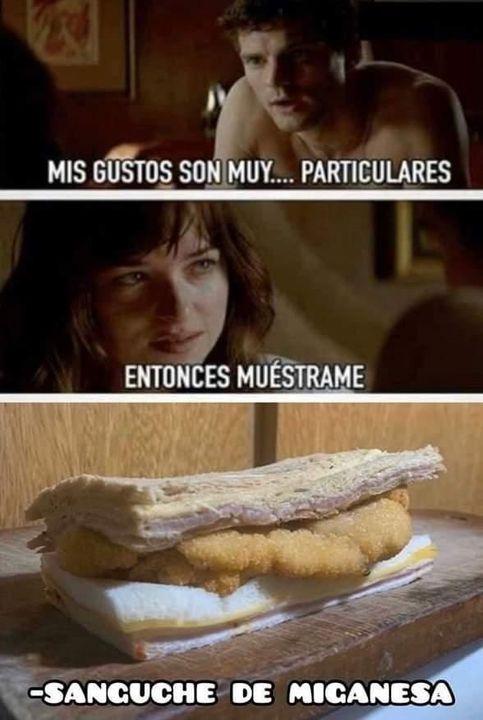 MIS GUSTOS SON MUY.... PARTICULARES
ENTONCES MUÉSTRAME
-SANGUCHE DE MIGANESA